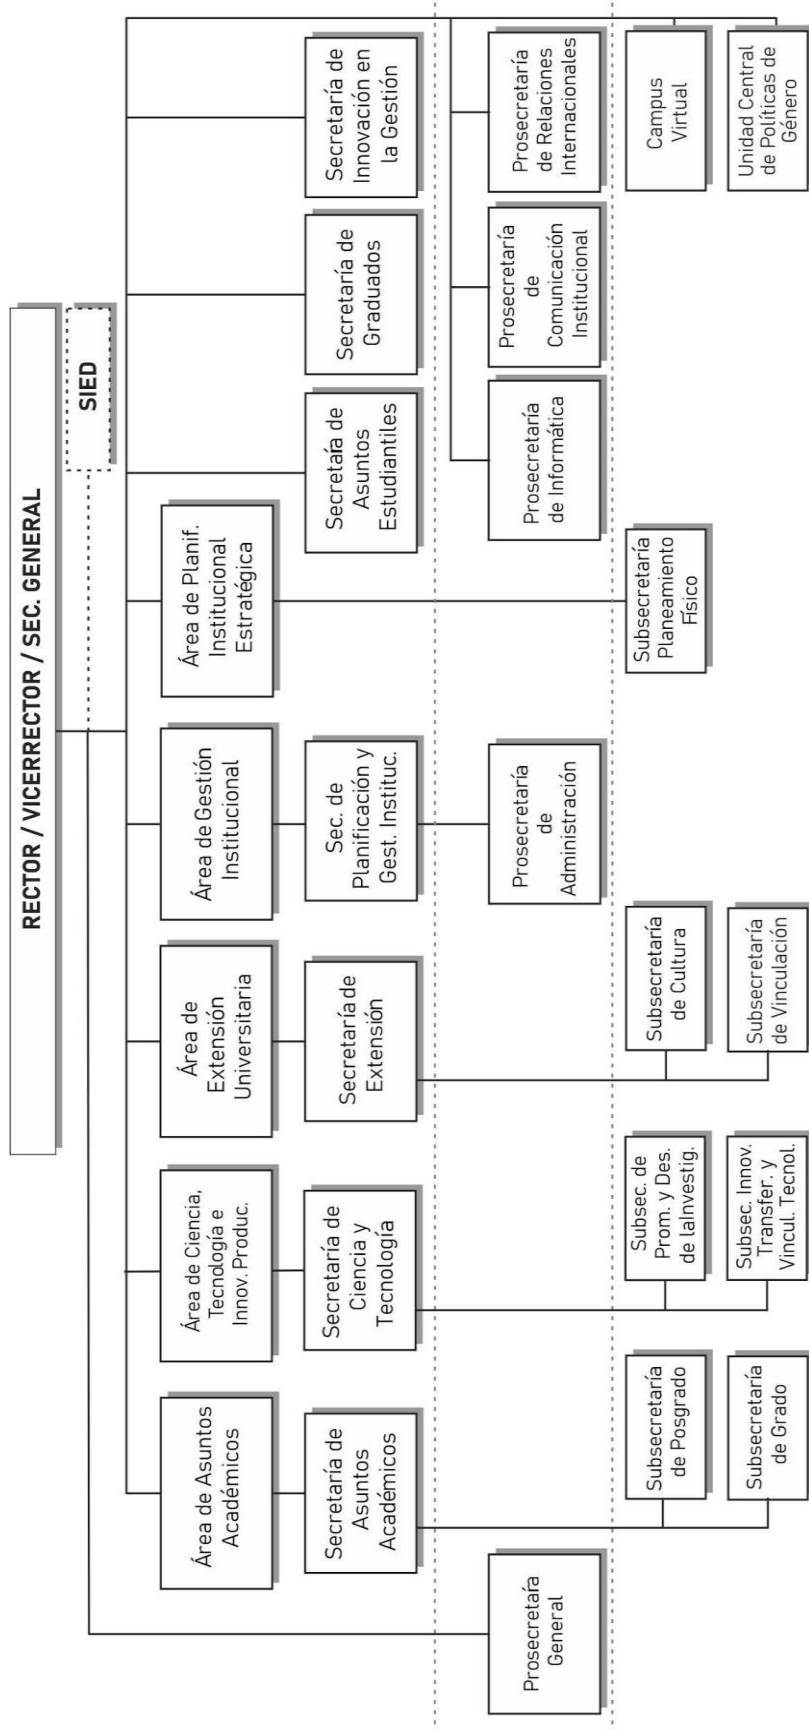 RECTOR / VICERRECTOR / SEC. GENERAL
SIED
Área de Asuntos
Académicos
Área de Ciencia,
Tecnología e
Innov. Produc.
Área de
Extensión
Universitaria
Área de Gestión
Institucional
Área de Planif.
Institucional
Estratégica
Secretaría de
Asuntos
Académicos
Secretaría de
Ciencia y
Tecnología
Secretaría de
Extensión
Sec. de
Planificación y
Gest. Instituc.
Secretaía de
Asuntos
Estudiantiles
Secretaría de
Graduados
Secretaría de
Innovación en
la Gestión
Prosecretaía
General
Prosecretaría
de
Administración
Prosecretaría
de Informática
Prosecretaría
de
Comunicación
Institucional
Prosecretaría
de Relaciones
Internacionales
Subsecretaría
de Posgrado
Subsec. de
Prom. y Des.
de laInvestig.
Subsecretaría
de Cultura
Subsecretaría
Planeamiento
Físico
Campus
Virtual
Subsecretaría
de Grado
Subsec. Innov.
Transfer. y
Vincul. Tecnol.
Subsecretaría
de Vinculación
Unidad Central
de Políticas de
Género